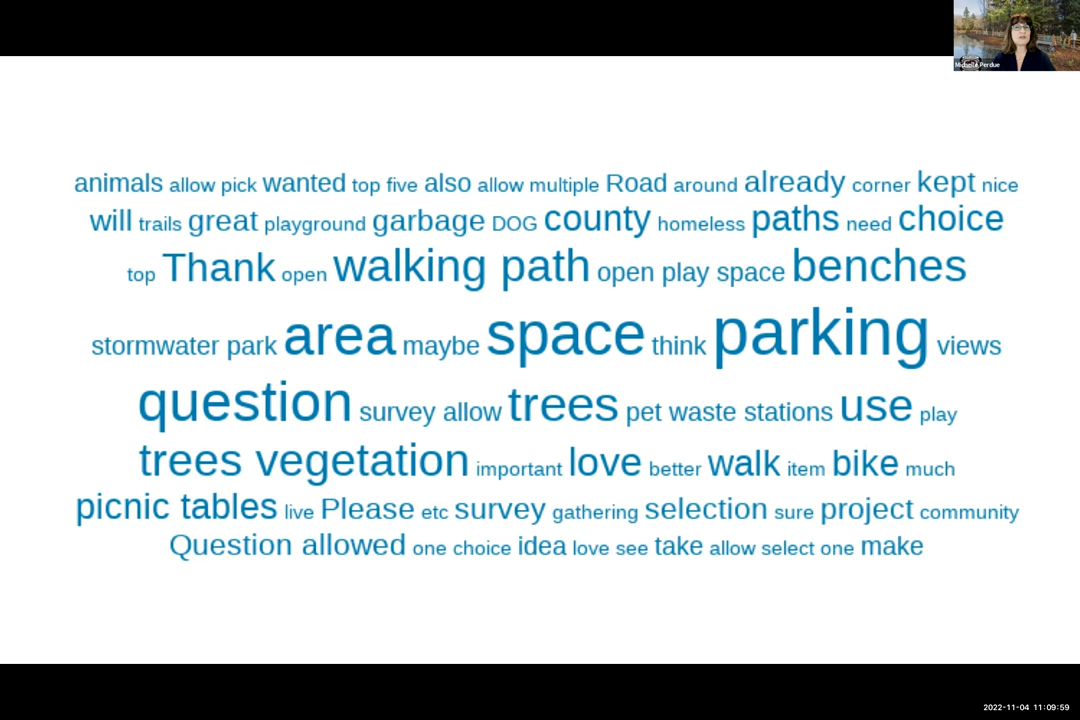 Michelle Perdue
animals allow pick wanted top five also allow multiple Road around already corner kept nice
will trails great playground garbage DOG county homeless paths need choice
top Thank open walking path open play space benches
stormwater park area maybe space think parking views
question survey allow trees pet waste stations use play
trees vegetation important love better walk item bike much
picnic tables live Please etc survey gathering selection sure project community
Question allowed one choice idea love see take allow select one make
2022-11-04 11:09:59